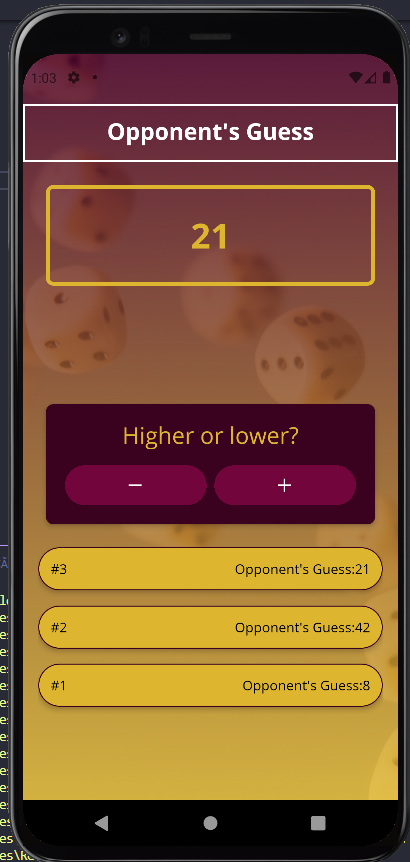 1:03
Opponent's Guess
21
Higher or lower?
− +
#3 Opponent's Guess:21
#2 Opponent's Guess:42
#1 Opponent's Guess:8